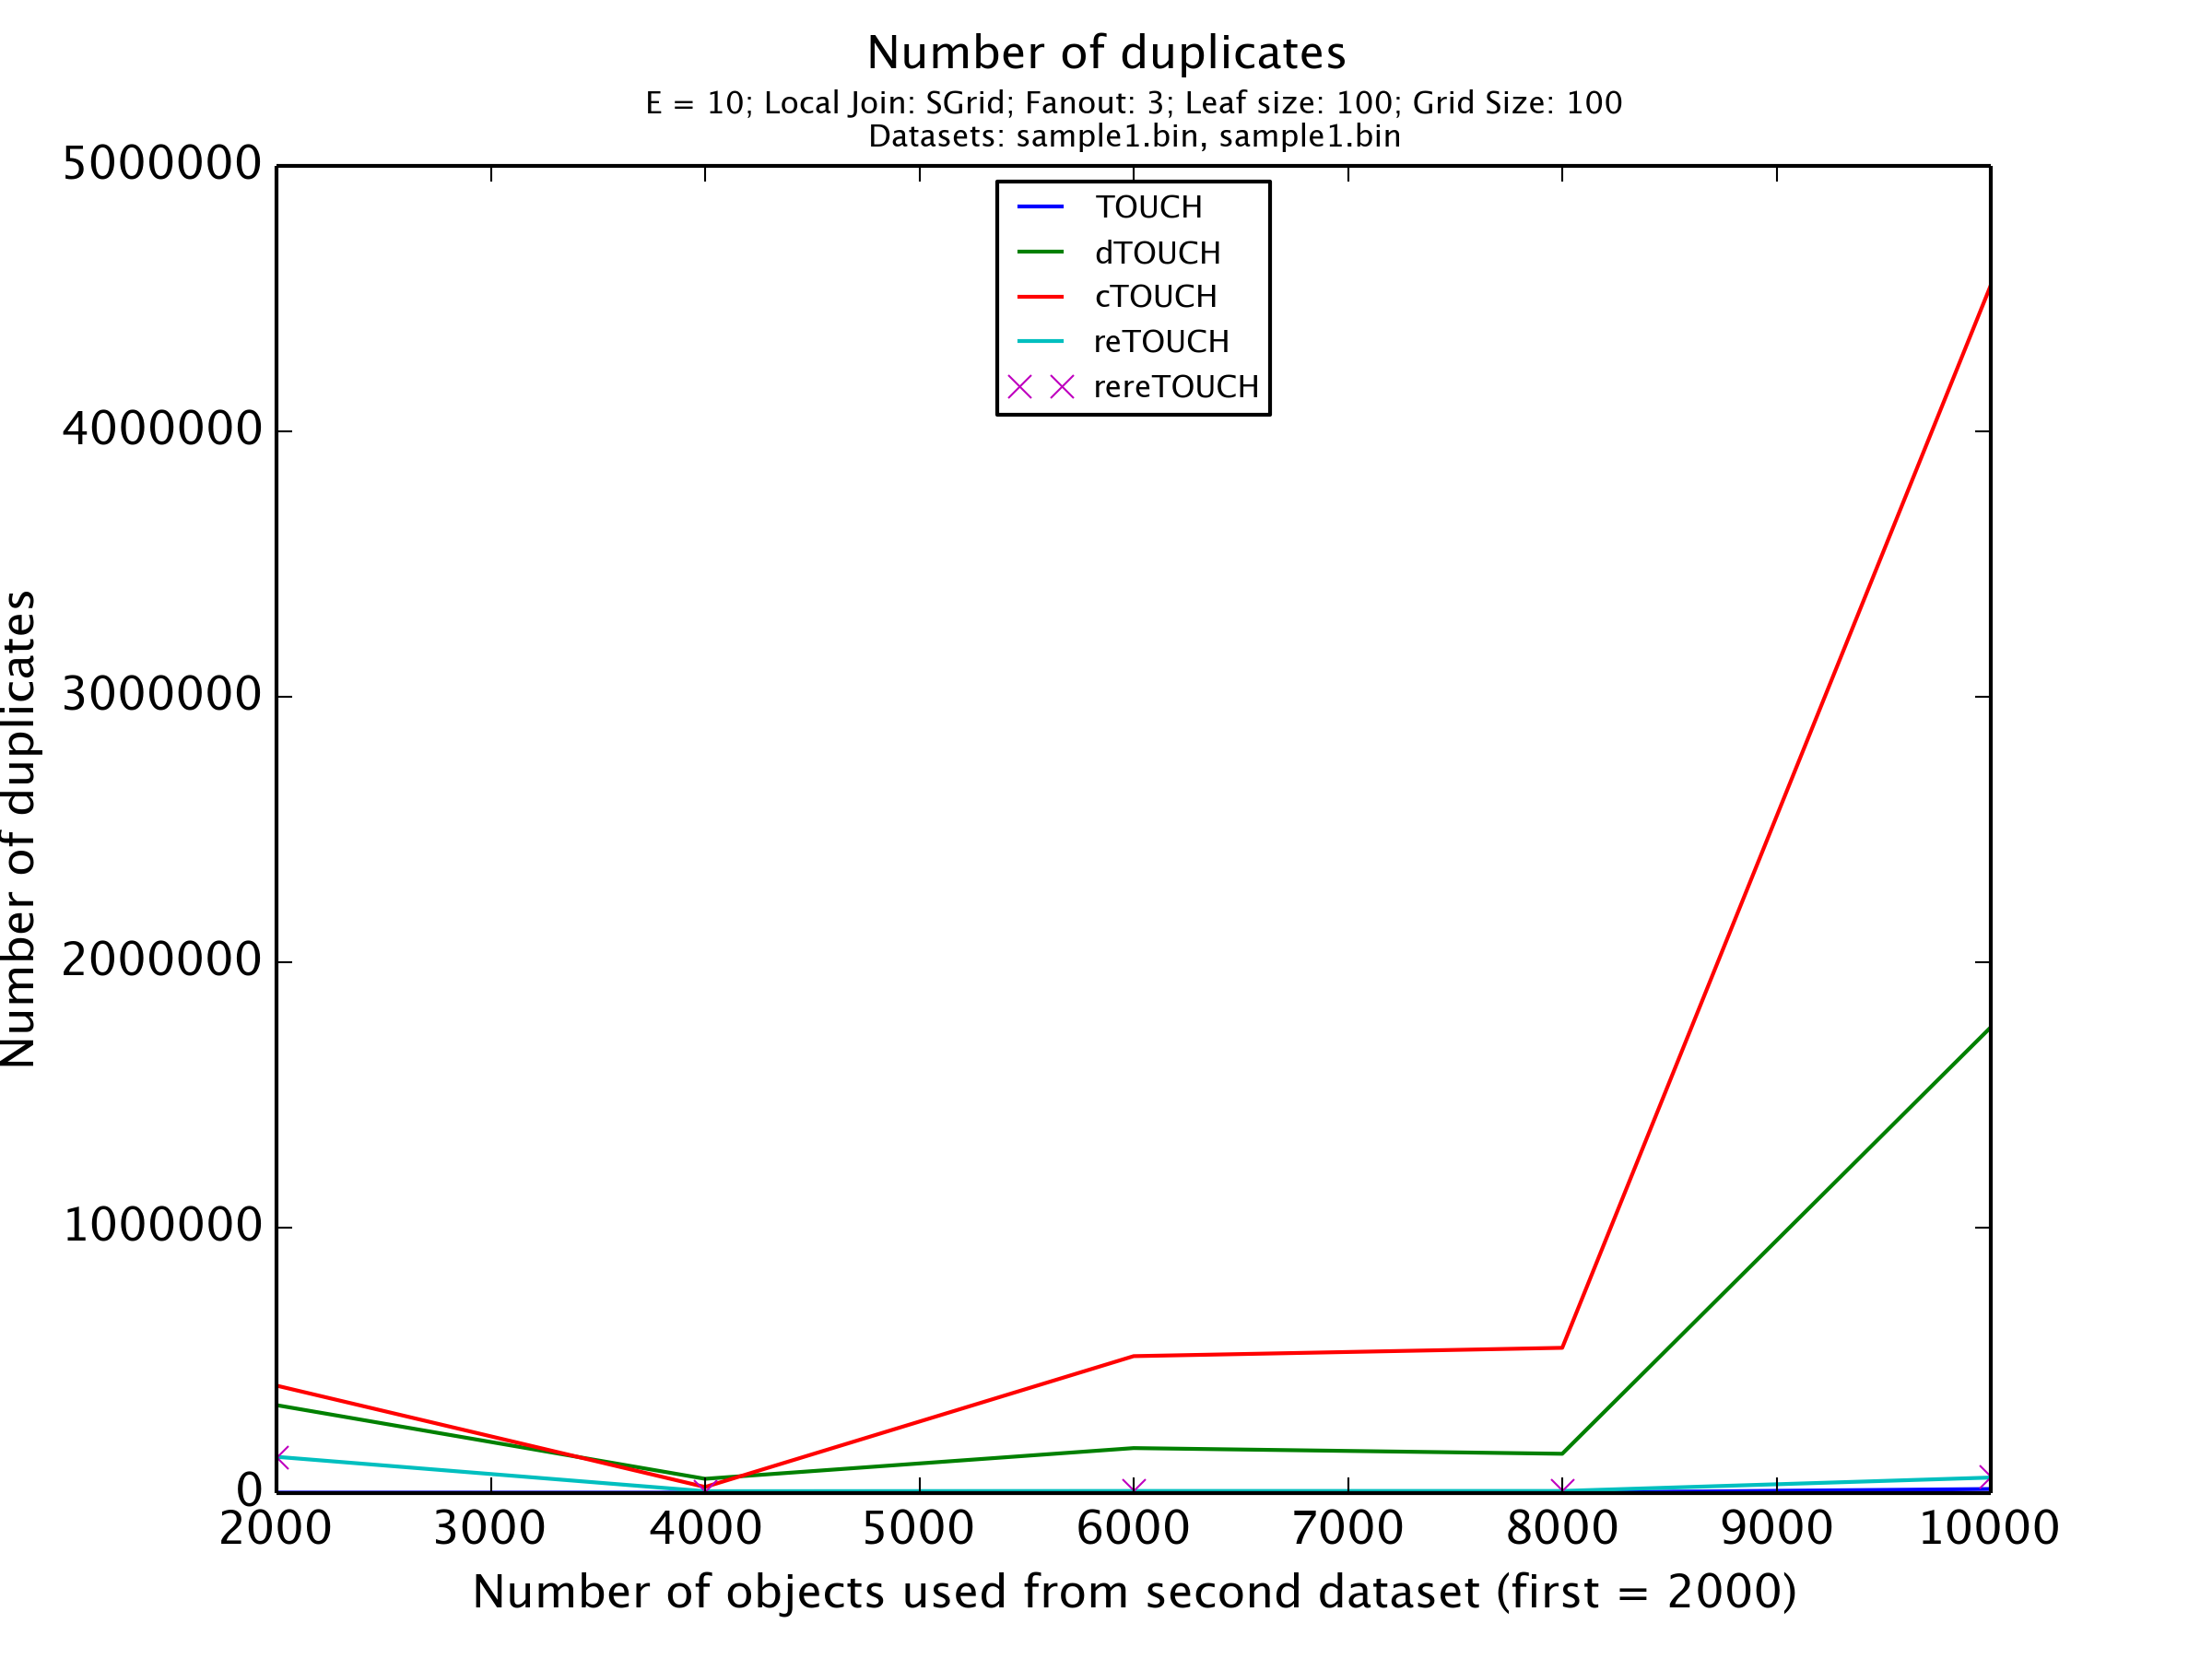 Number of duplicates
E = 10; Local Join: SGrid; Fanout: 3; Leaf size: 100; Grid Size: 100
Datasets: sample1.bin, sample1.bin
5000000
4000000
3000000
2000000
1000000
0
Number of duplicates
TOUCH
dTOUCH
cTOUCH
reTOUCH
rereTOUCH
2000 3000 4000 5000 6000 7000 8000 9000 10000
Number of objects used from second dataset (first = 2000)